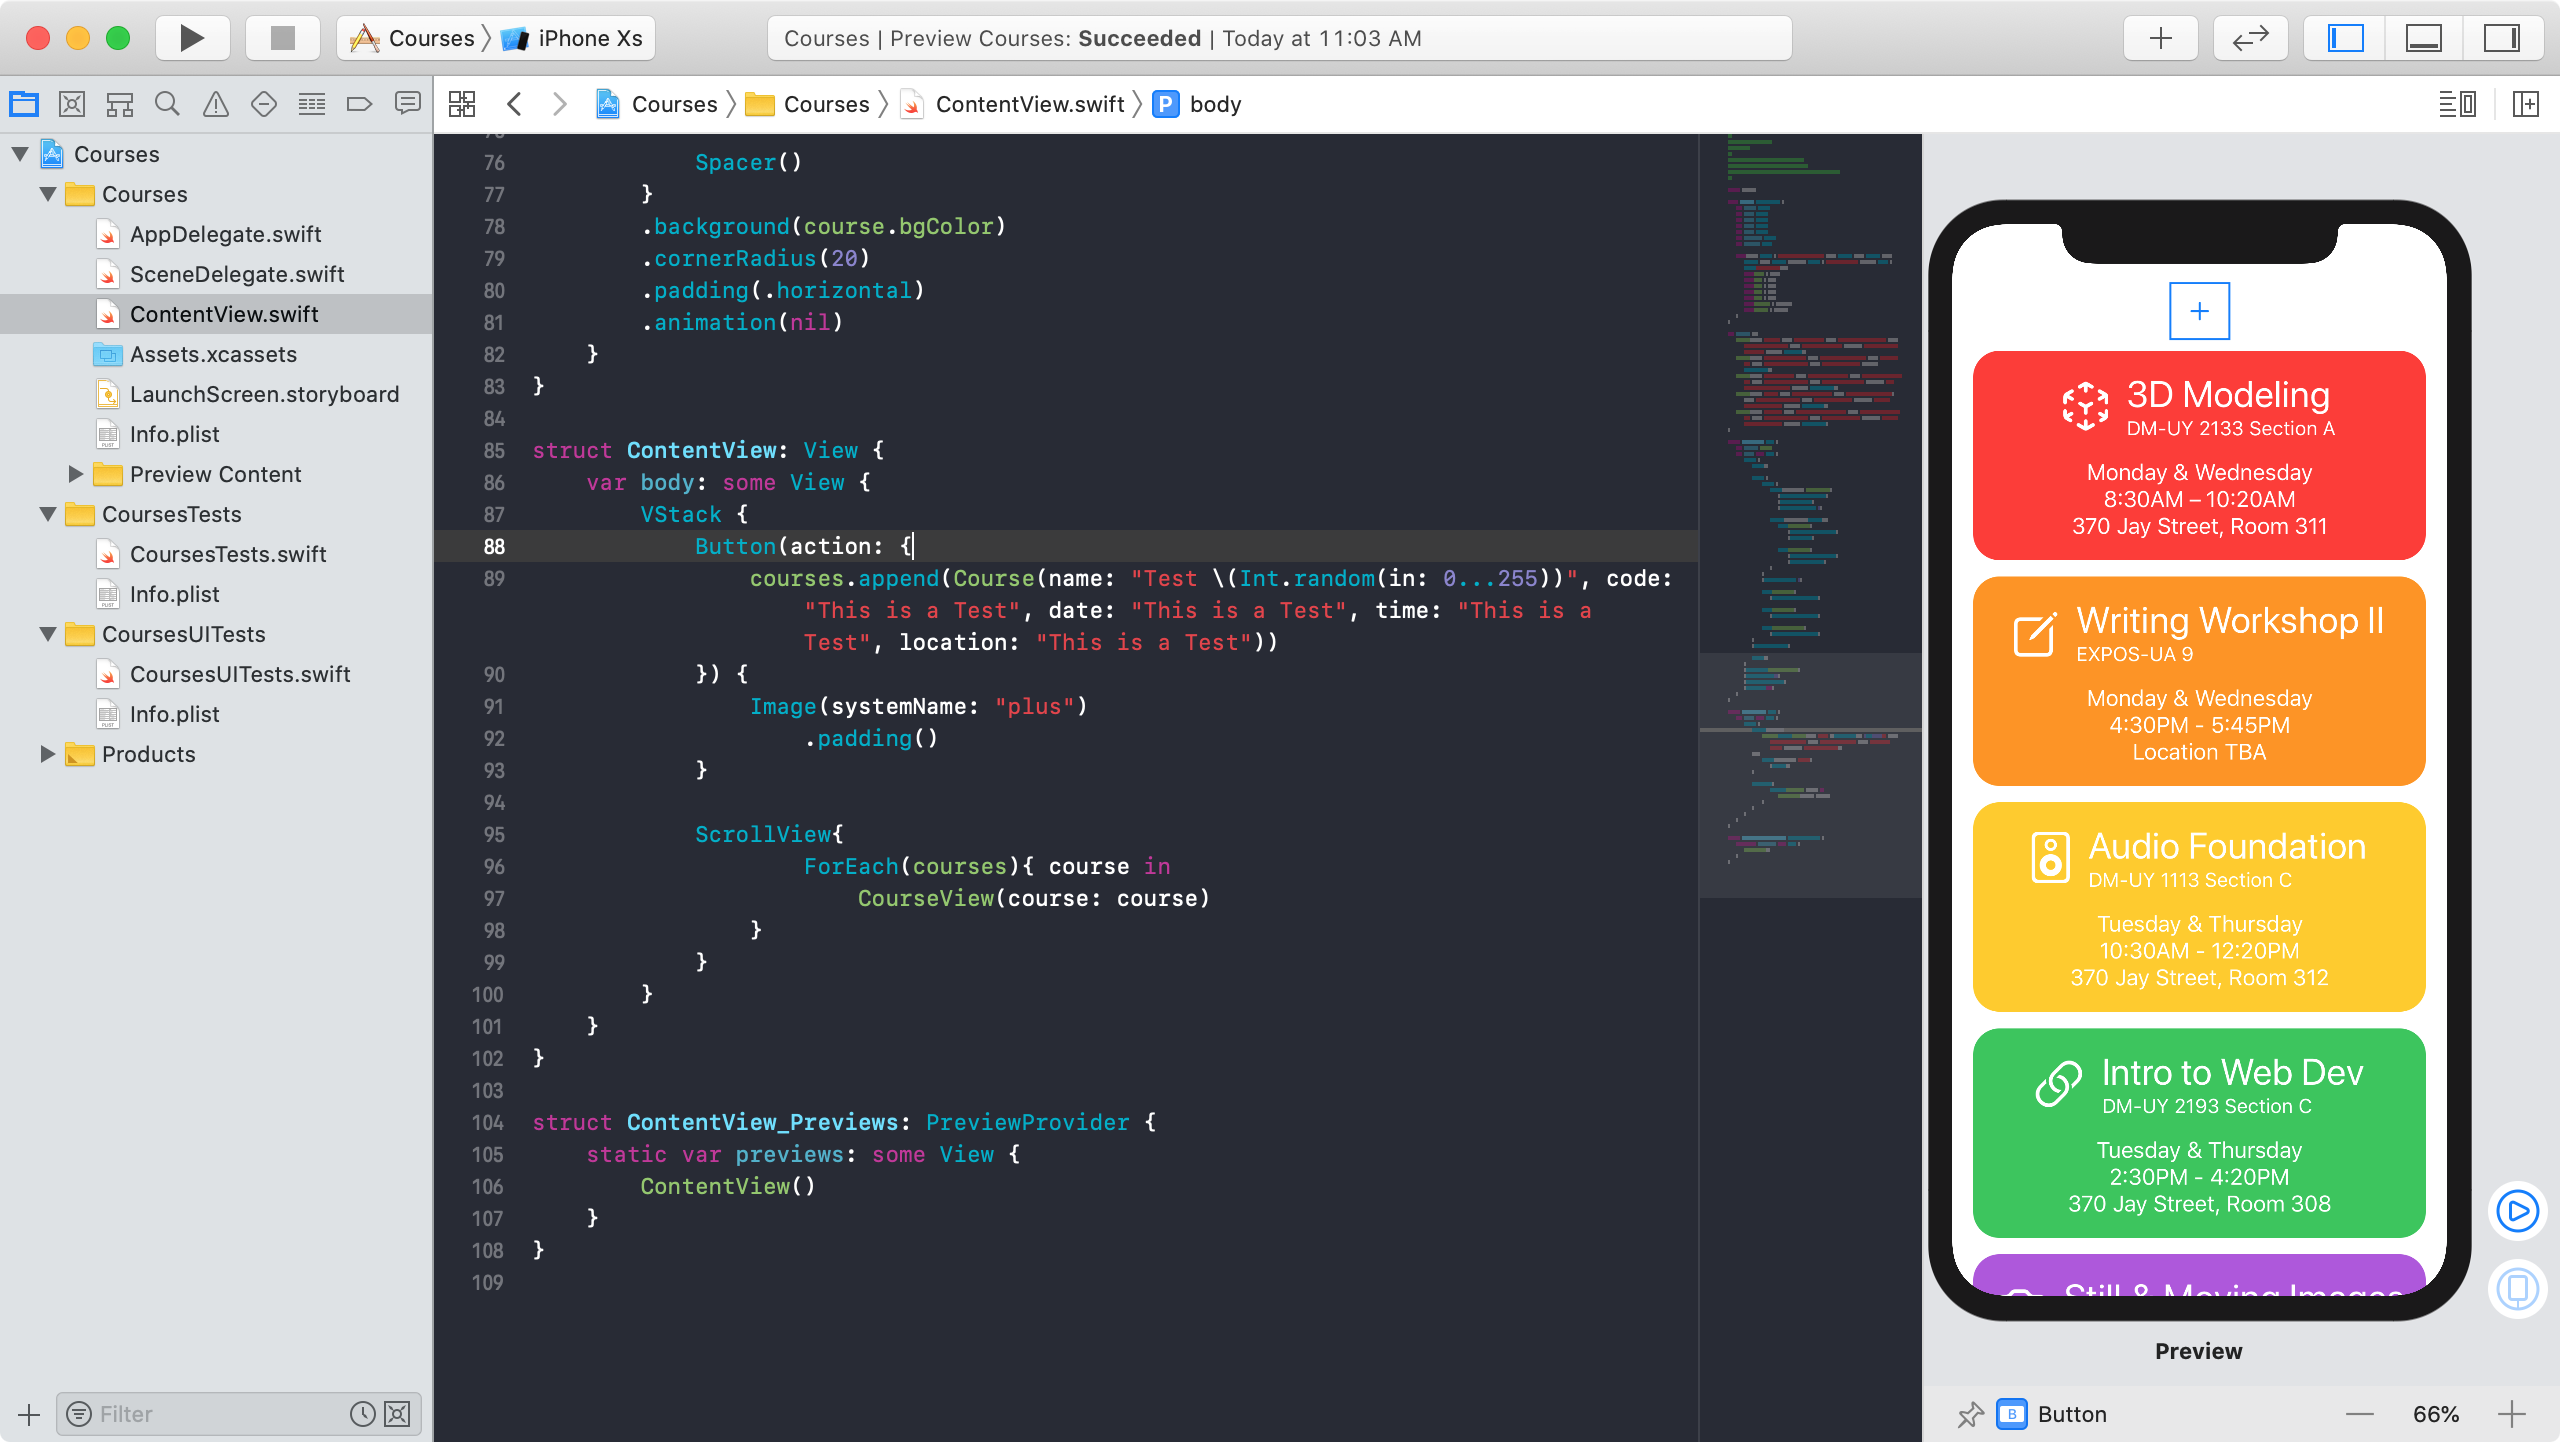 Courses
iPhone Xs
Courses | Preview Courses: Succeeded | Today at 11:03 AM
Courses
Courses
ContentView.swift
P
body
Courses
Courses
AppDelegate.swift
SceneDelegate.swift
ContentView.swift
Assets.xcassets
LaunchScreen.storyboard
Info.plist
Preview Content
CoursesTests
CoursesTests.swift
Info.plist
CoursesUITests
CoursesUITests.swift
Info.plist
Products
Filter
76 Spacer()
77 }
78 .background(course.bgColor)
79 .cornerRadius(20)
80 .padding(.horizontal)
81 .animation(nil)
82 }
83 }
84
85 struct ContentView: View {
86 var body: some View {
87 VStack {
88 Button(action: {
89 courses.append(Course(name: "Test \(Int.random(in: 0...255))", code:
"This is a Test", date: "This is a Test", time: "This is a
Test", location: "This is a Test"))
90 }) {
91 Image(systemName: "plus")
92 .padding()
93 }
94
95 ScrollView{
96 ForEach(courses){ course in
97 CourseView(course: course)
98 }
99 }
100 }
101 }
102 }
103
104 struct ContentView_Previews: PreviewProvider {
105 static var previews: some View {
106 ContentView()
107 }
108 }
109
3D Modeling
DM-UY 2133 Section A
Monday & Wednesday
8:30AM – 10:20AM
370 Jay Street, Room 311
Writing Workshop II
EXPOS-UA 9
Monday & Wednesday
4:30PM - 5:45PM
Location TBA
Audio Foundation
DM-UY 1113 Section C
Tuesday & Thursday
10:30AM - 12:20PM
370 Jay Street, Room 312
Intro to Web Dev
DM-UY 2193 Section C
Tuesday & Thursday
2:30PM - 4:20PM
370 Jay Street, Room 308
Still & Moving Images
Preview
B
Button
66%